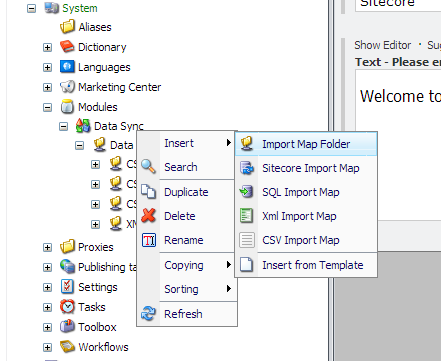 System
Aliases
Dictionary
Languages
Marketing Center
Modules
Data Sync
Data
CS
CS
CS
XM
Proxies
Publishing ta
Settings
Tasks
Toolbox
Workflows
Insert
Search
Duplicate
Delete
Rename
Copying
Sorting
Refresh
Import Map Folder
Sitecore Import Map
SQL Import Map
Xml Import Map
CSV Import Map
Insert from Template
Sitecore
Show Editor · Su
Text - Please e
Welcome to